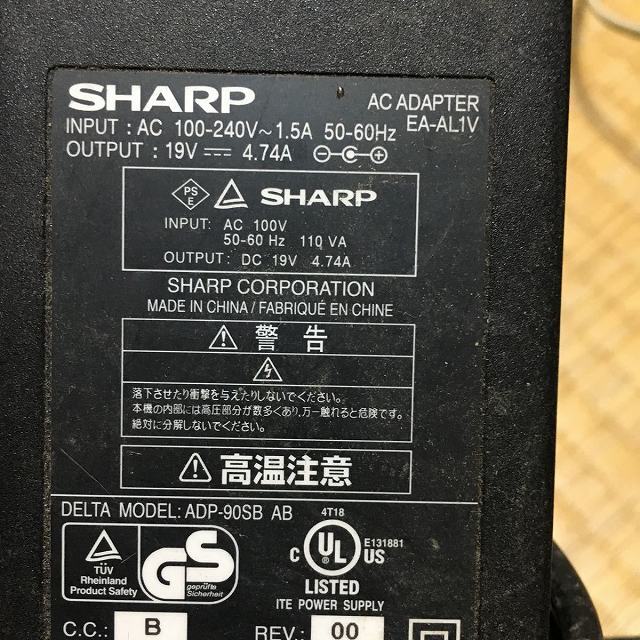 SHARP
AC ADAPTER
EA-AL1V
INPUT : AC 100-240V~1.5A 50-60Hz
OUTPUT : 19V ⎓ 4.74A
PS
E
SHARP
INPUT: AC 100V
50-60 Hz 110 VA
OUTPUT: DC 19V 4.74A
SHARP CORPORATION
MADE IN CHINA / FABRIQUÉ EN CHINE
警告
落下させたり衝撃を与えたりしないでください。
本機の内部には高圧部分が数多くあり、万一触れると危険です。
絶対に分解しないでください。
高温注意
DELTA MODEL: ADP-90SB AB
TÜV
Rheinland
Product Safety
GS
geprüfte
Sicherheit
4T18
C UL US
E131881
LISTED
ITE POWER SUPPLY
C.C.: B REV.: 00